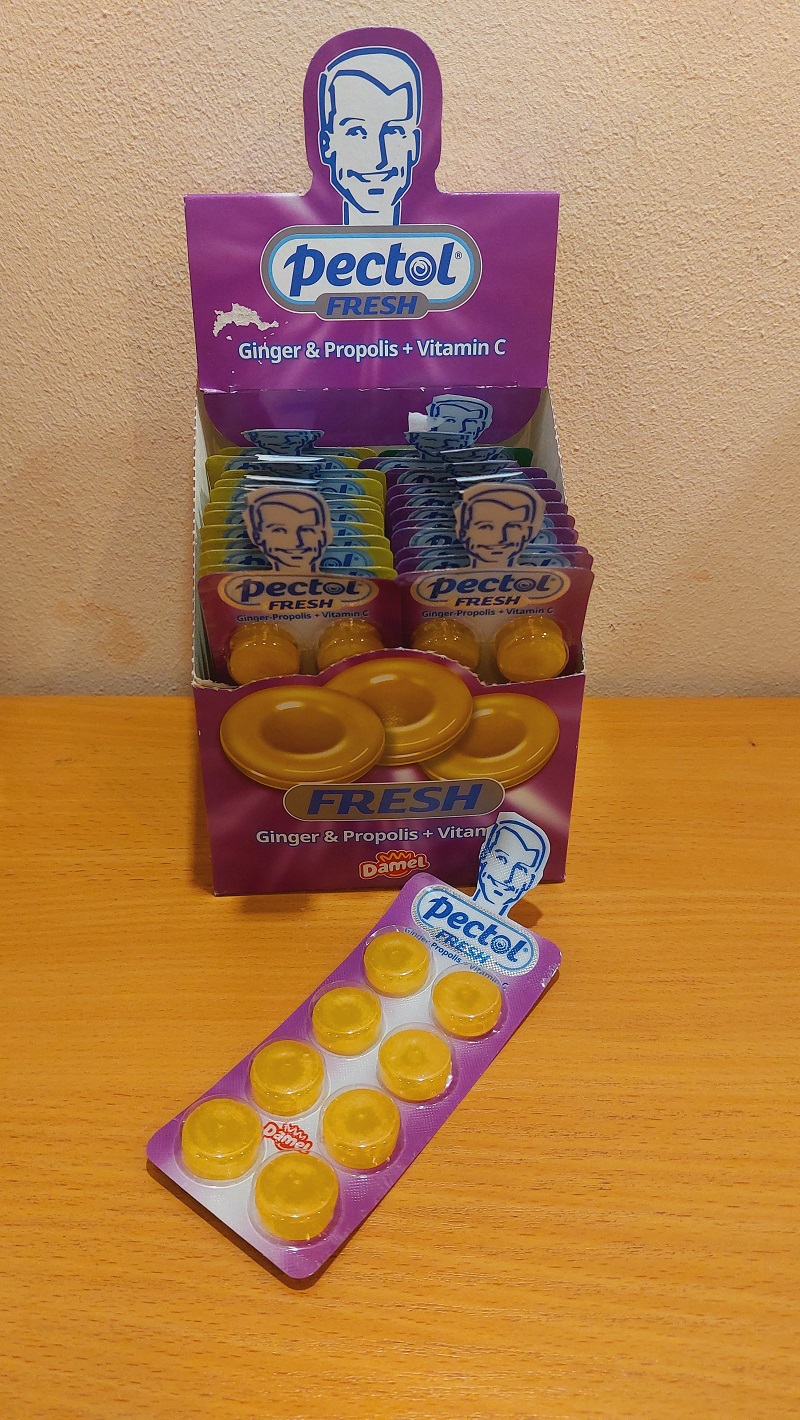 pectol®
FRESH
Ginger & Propolis + Vitamin C
pectol®
FRESH
Ginger-Propolis + Vitamin C
pectol®
FRESH
Ginger-Propolis + Vitamin C
FRESH
Ginger & Propolis + Vitam
Damel
pectol®
FRESH
Ginger Propolis + Vitamin C
Damel